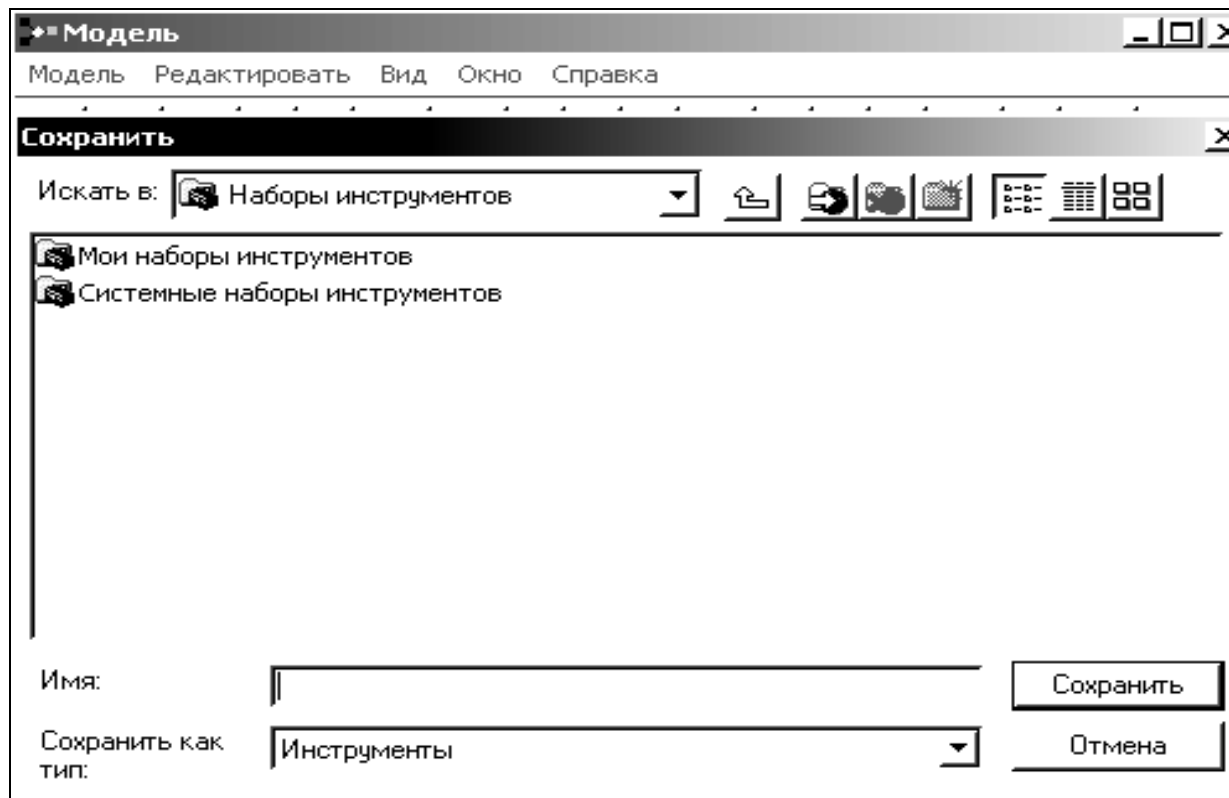 Модель
Модель Редактировать Вид Окно Справка
Сохранить
Искать в: Наборы инструментов
Мои наборы инструментов
Системные наборы инструментов
Имя:
Сохранить
Сохранить как тип:
Инструменты
Отмена